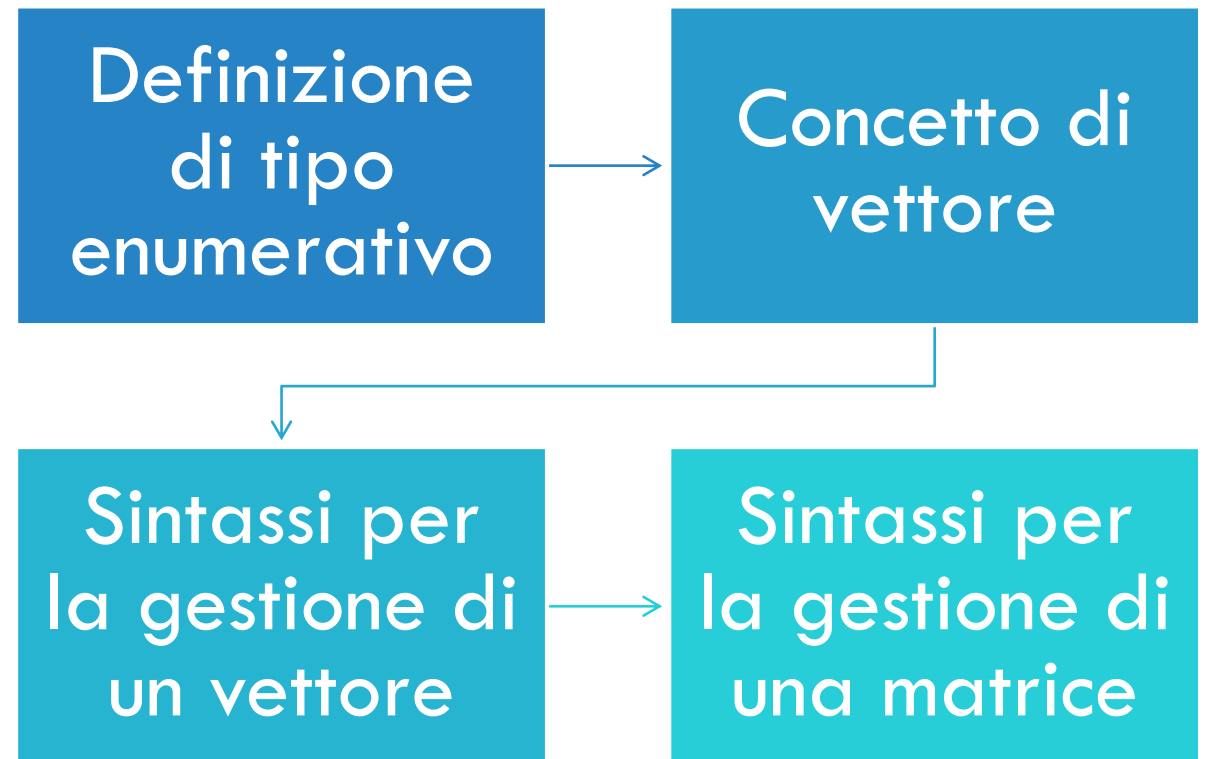 Definizione
di tipo
enumerativo
Concetto di
vettore
Sintassi per
la gestione di
un vettore
Sintassi per
la gestione di
una matrice